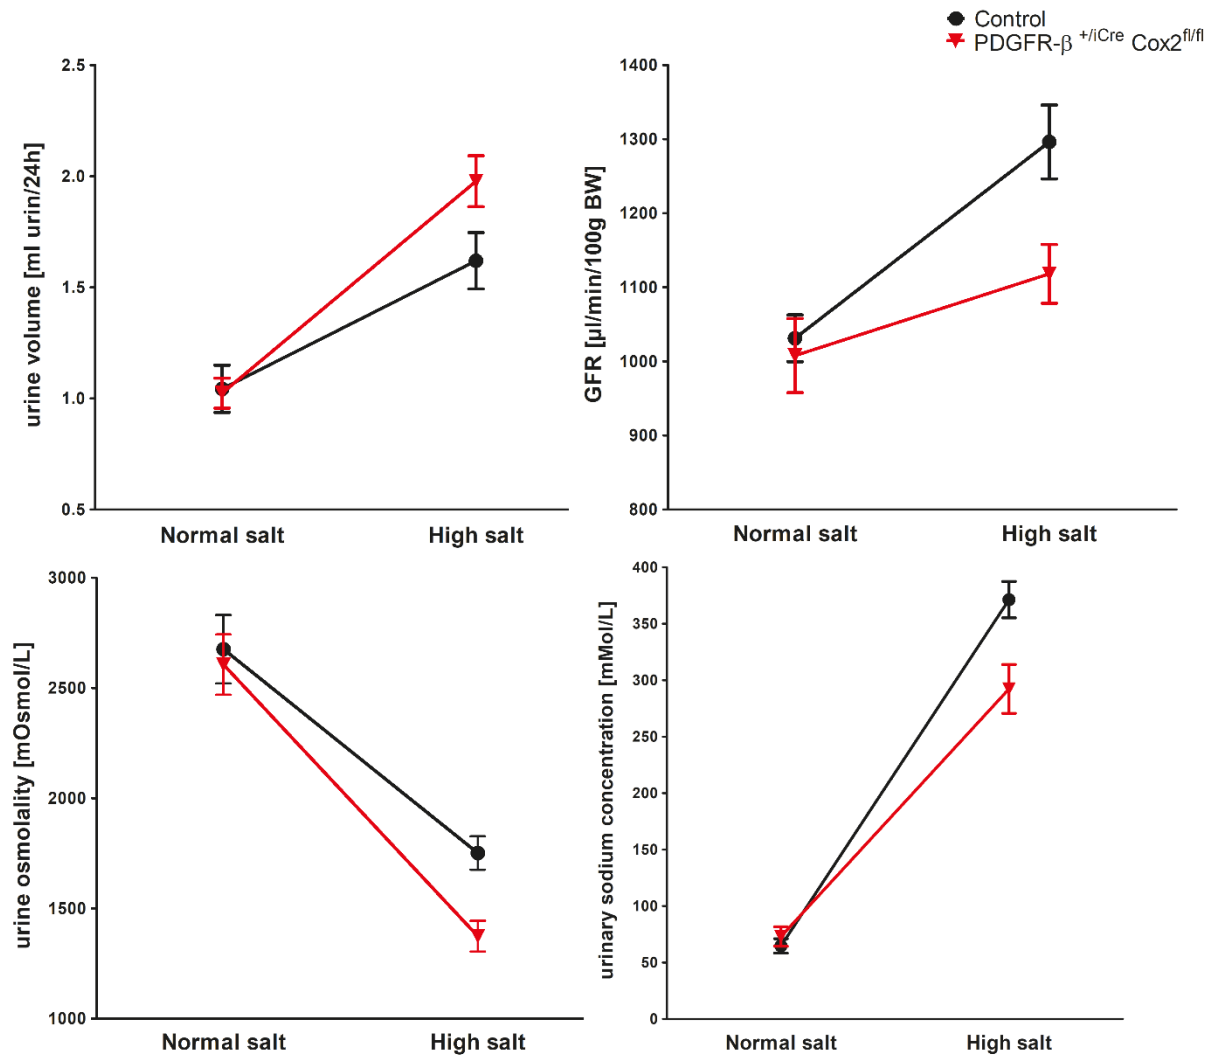 Control
PDGFR-β +/iCre Cox2fl/fl
urine volume [ml urin/24h]
2.5
2.0
1.5
1.0
0.5
Normal salt High salt
GFR [µl/min/100g BW]
1400
1300
1200
1100
1000
900
800
Normal salt High salt
urine osmolality [mOsmol/L]
3000
2500
2000
1500
1000
Normal salt High salt
urinary sodium concentration [mMol/L]
400
350
300
250
200
150
100
50
0
Normal salt High salt